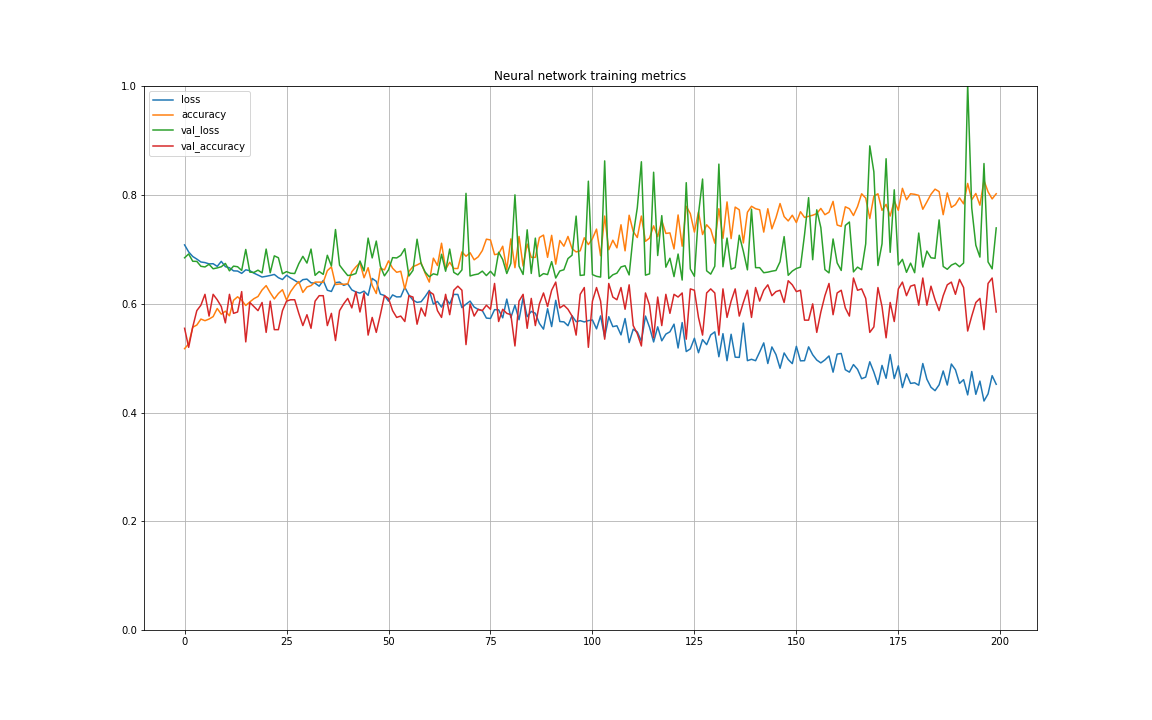 Neural network training metrics
1.0
loss
accuracy
val_loss
val_accuracy
0.8
0.6
0.4
0.2
0.0
0 25 50 75 100 125 150 175 200